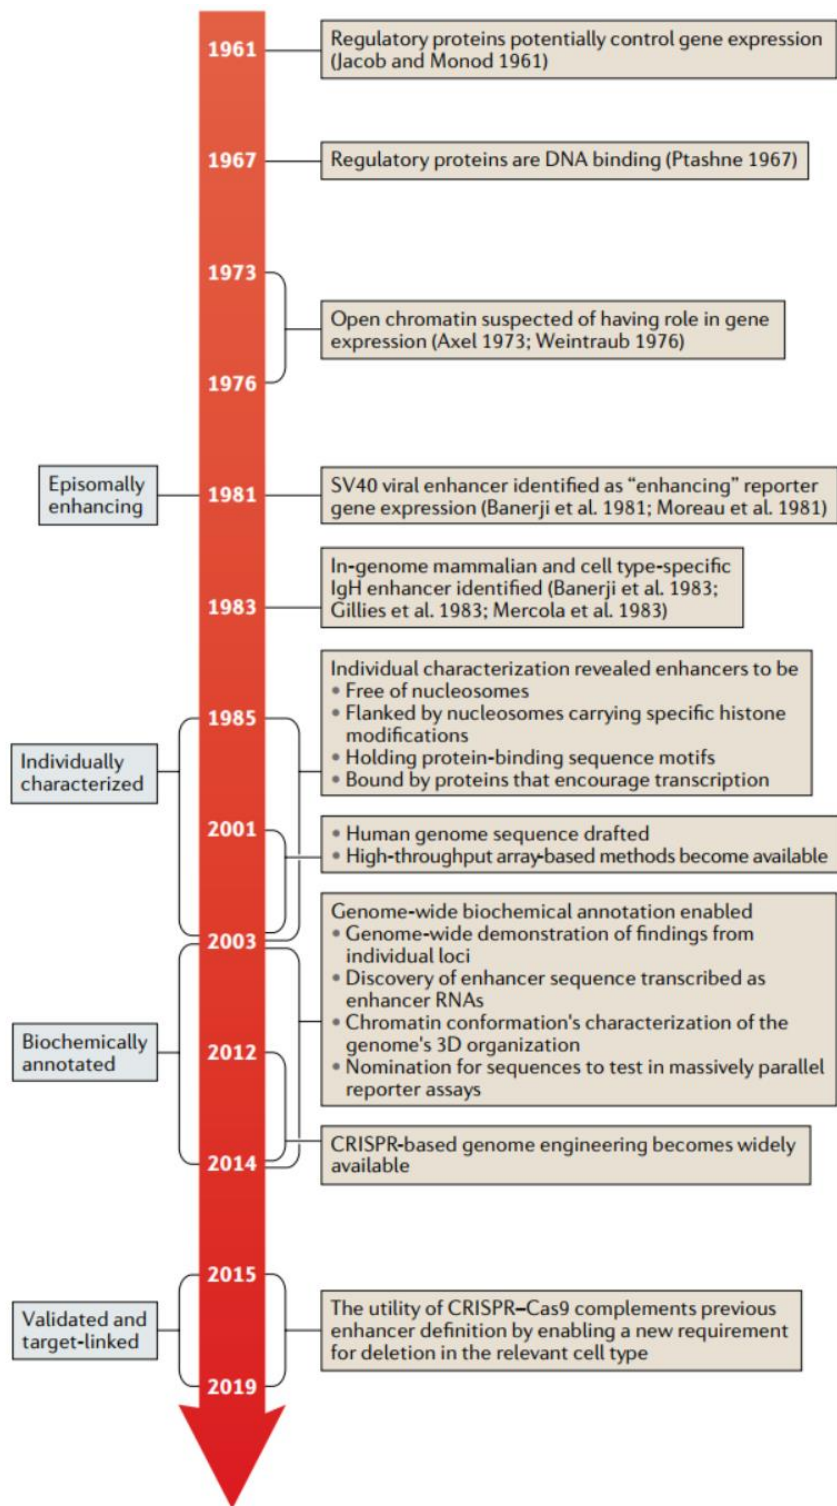 1961
Regulatory proteins potentially control gene expression
(Jacob and Monod 1961)
1967
Regulatory proteins are DNA binding (Ptashne 1967)
1973
Open chromatin suspected of having role in gene
expression (Axel 1973; Weintraub 1976)
1976
Episomally
enhancing
1981
SV40 viral enhancer identified as “enhancing” reporter
gene expression (Banerji et al. 1981; Moreau et al. 1981)
1983
In-genome mammalian and cell type-specific
IgH enhancer identified (Banerji et al. 1983;
Gillies et al. 1983; Mercola et al. 1983)
1985
Individual characterization revealed enhancers to be
• Free of nucleosomes
• Flanked by nucleosomes carrying specific histone
modifications
• Holding protein-binding sequence motifs
• Bound by proteins that encourage transcription
Individually
characterized
2001
• Human genome sequence drafted
• High-throughput array-based methods become available
2003
Genome-wide biochemical annotation enabled
• Genome-wide demonstration of findings from
individual loci
• Discovery of enhancer sequence transcribed as
enhancer RNAs
• Chromatin conformation's characterization of the
genome's 3D organization
• Nomination for sequences to test in massively parallel
reporter assays
Biochemically
annotated
2012
CRISPR-based genome engineering becomes widely
available
2014
2015
Validated and
target-linked
The utility of CRISPR–Cas9 complements previous
enhancer definition by enabling a new requirement
for deletion in the relevant cell type
2019